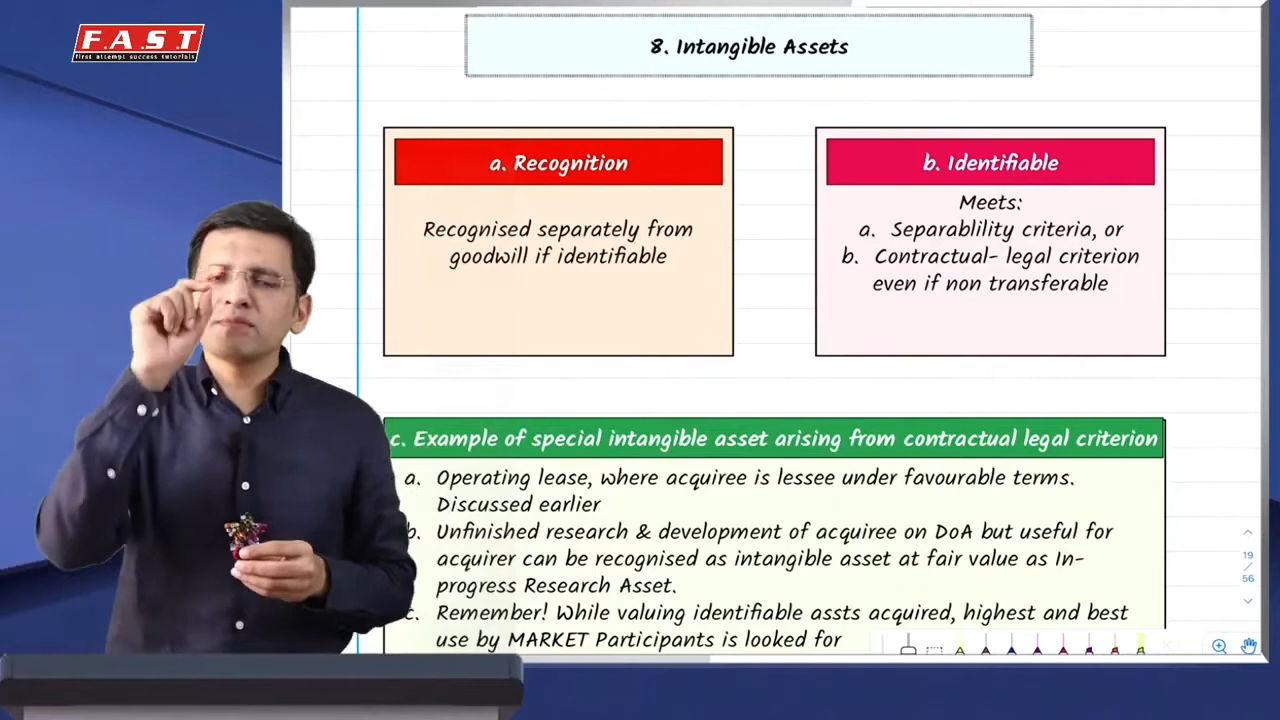 F.A.S.T
first attempt success tutorials
8. Intangible Assets
a. Recognition
Recognised separately from
goodwill if identifiable
b. Identifiable
Meets:
a. Separablility criteria, or
b. Contractual- legal criterion
even if non transferable
c. Example of special intangible asset arising from contractual legal criterion
a. Operating lease, where acquiree is lessee under favourable terms.
Discussed earlier
b. Unfinished research & development of acquiree on DoA but useful for
acquirer can be recognised as intangible asset at fair value as In-
progress Research Asset.
c. Remember! While valuing identifiable assts acquired, highest and best
use by MARKET Participants is looked for
19
/
56